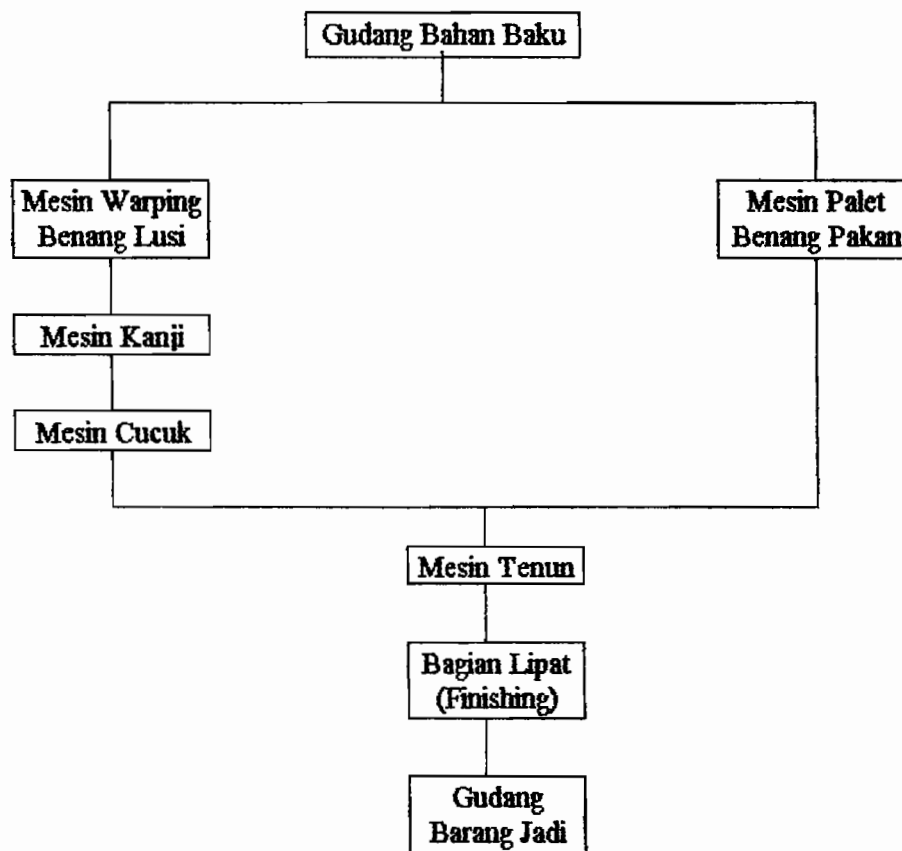 Gudang Bahan Baku
Mesin Warping
Benang Lusi
Mesin Palet
Benang Pakan
Mesin Kanji
Mesin Cucuk
Mesin Tenun
Bagian Lipat
(Finishing)
Gudang
Barang Jadi